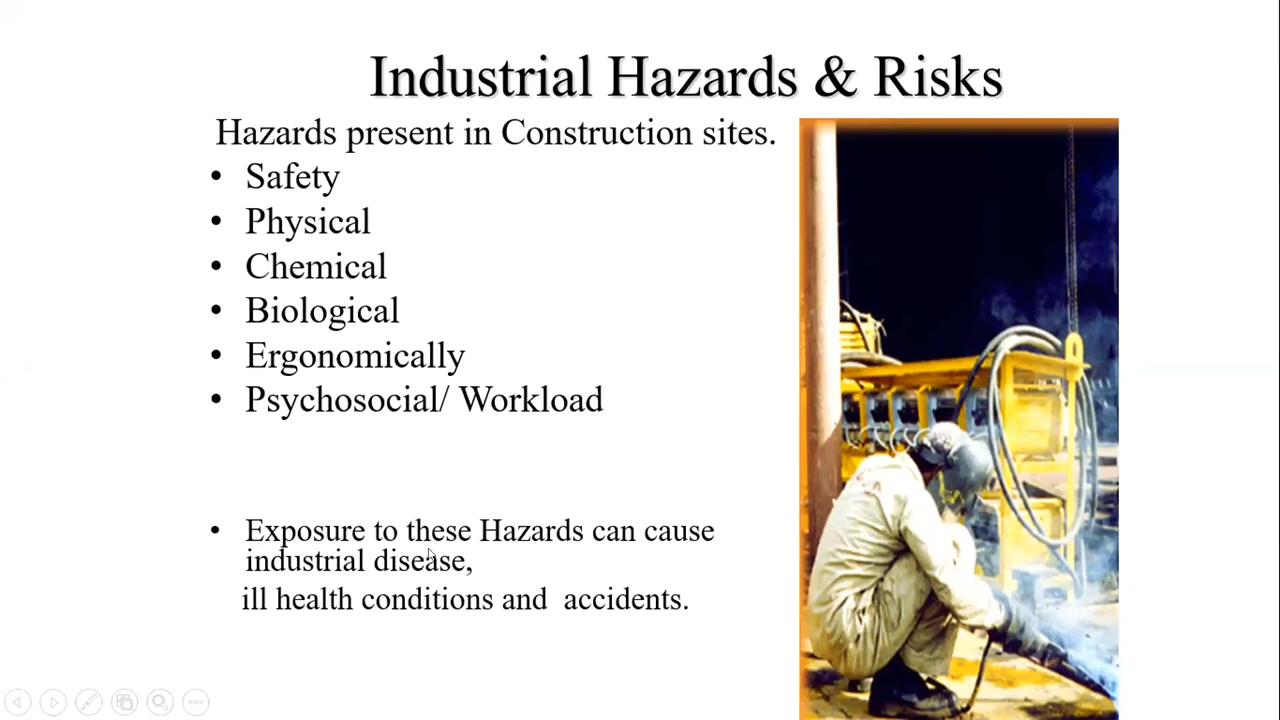 Industrial Hazards & Risks
Hazards present in Construction sites.
• Safety
• Physical
• Chemical
• Biological
• Ergonomically
• Psychosocial/ Workload
• Exposure to these Hazards can cause
industrial disease,
ill health conditions and  accidents.